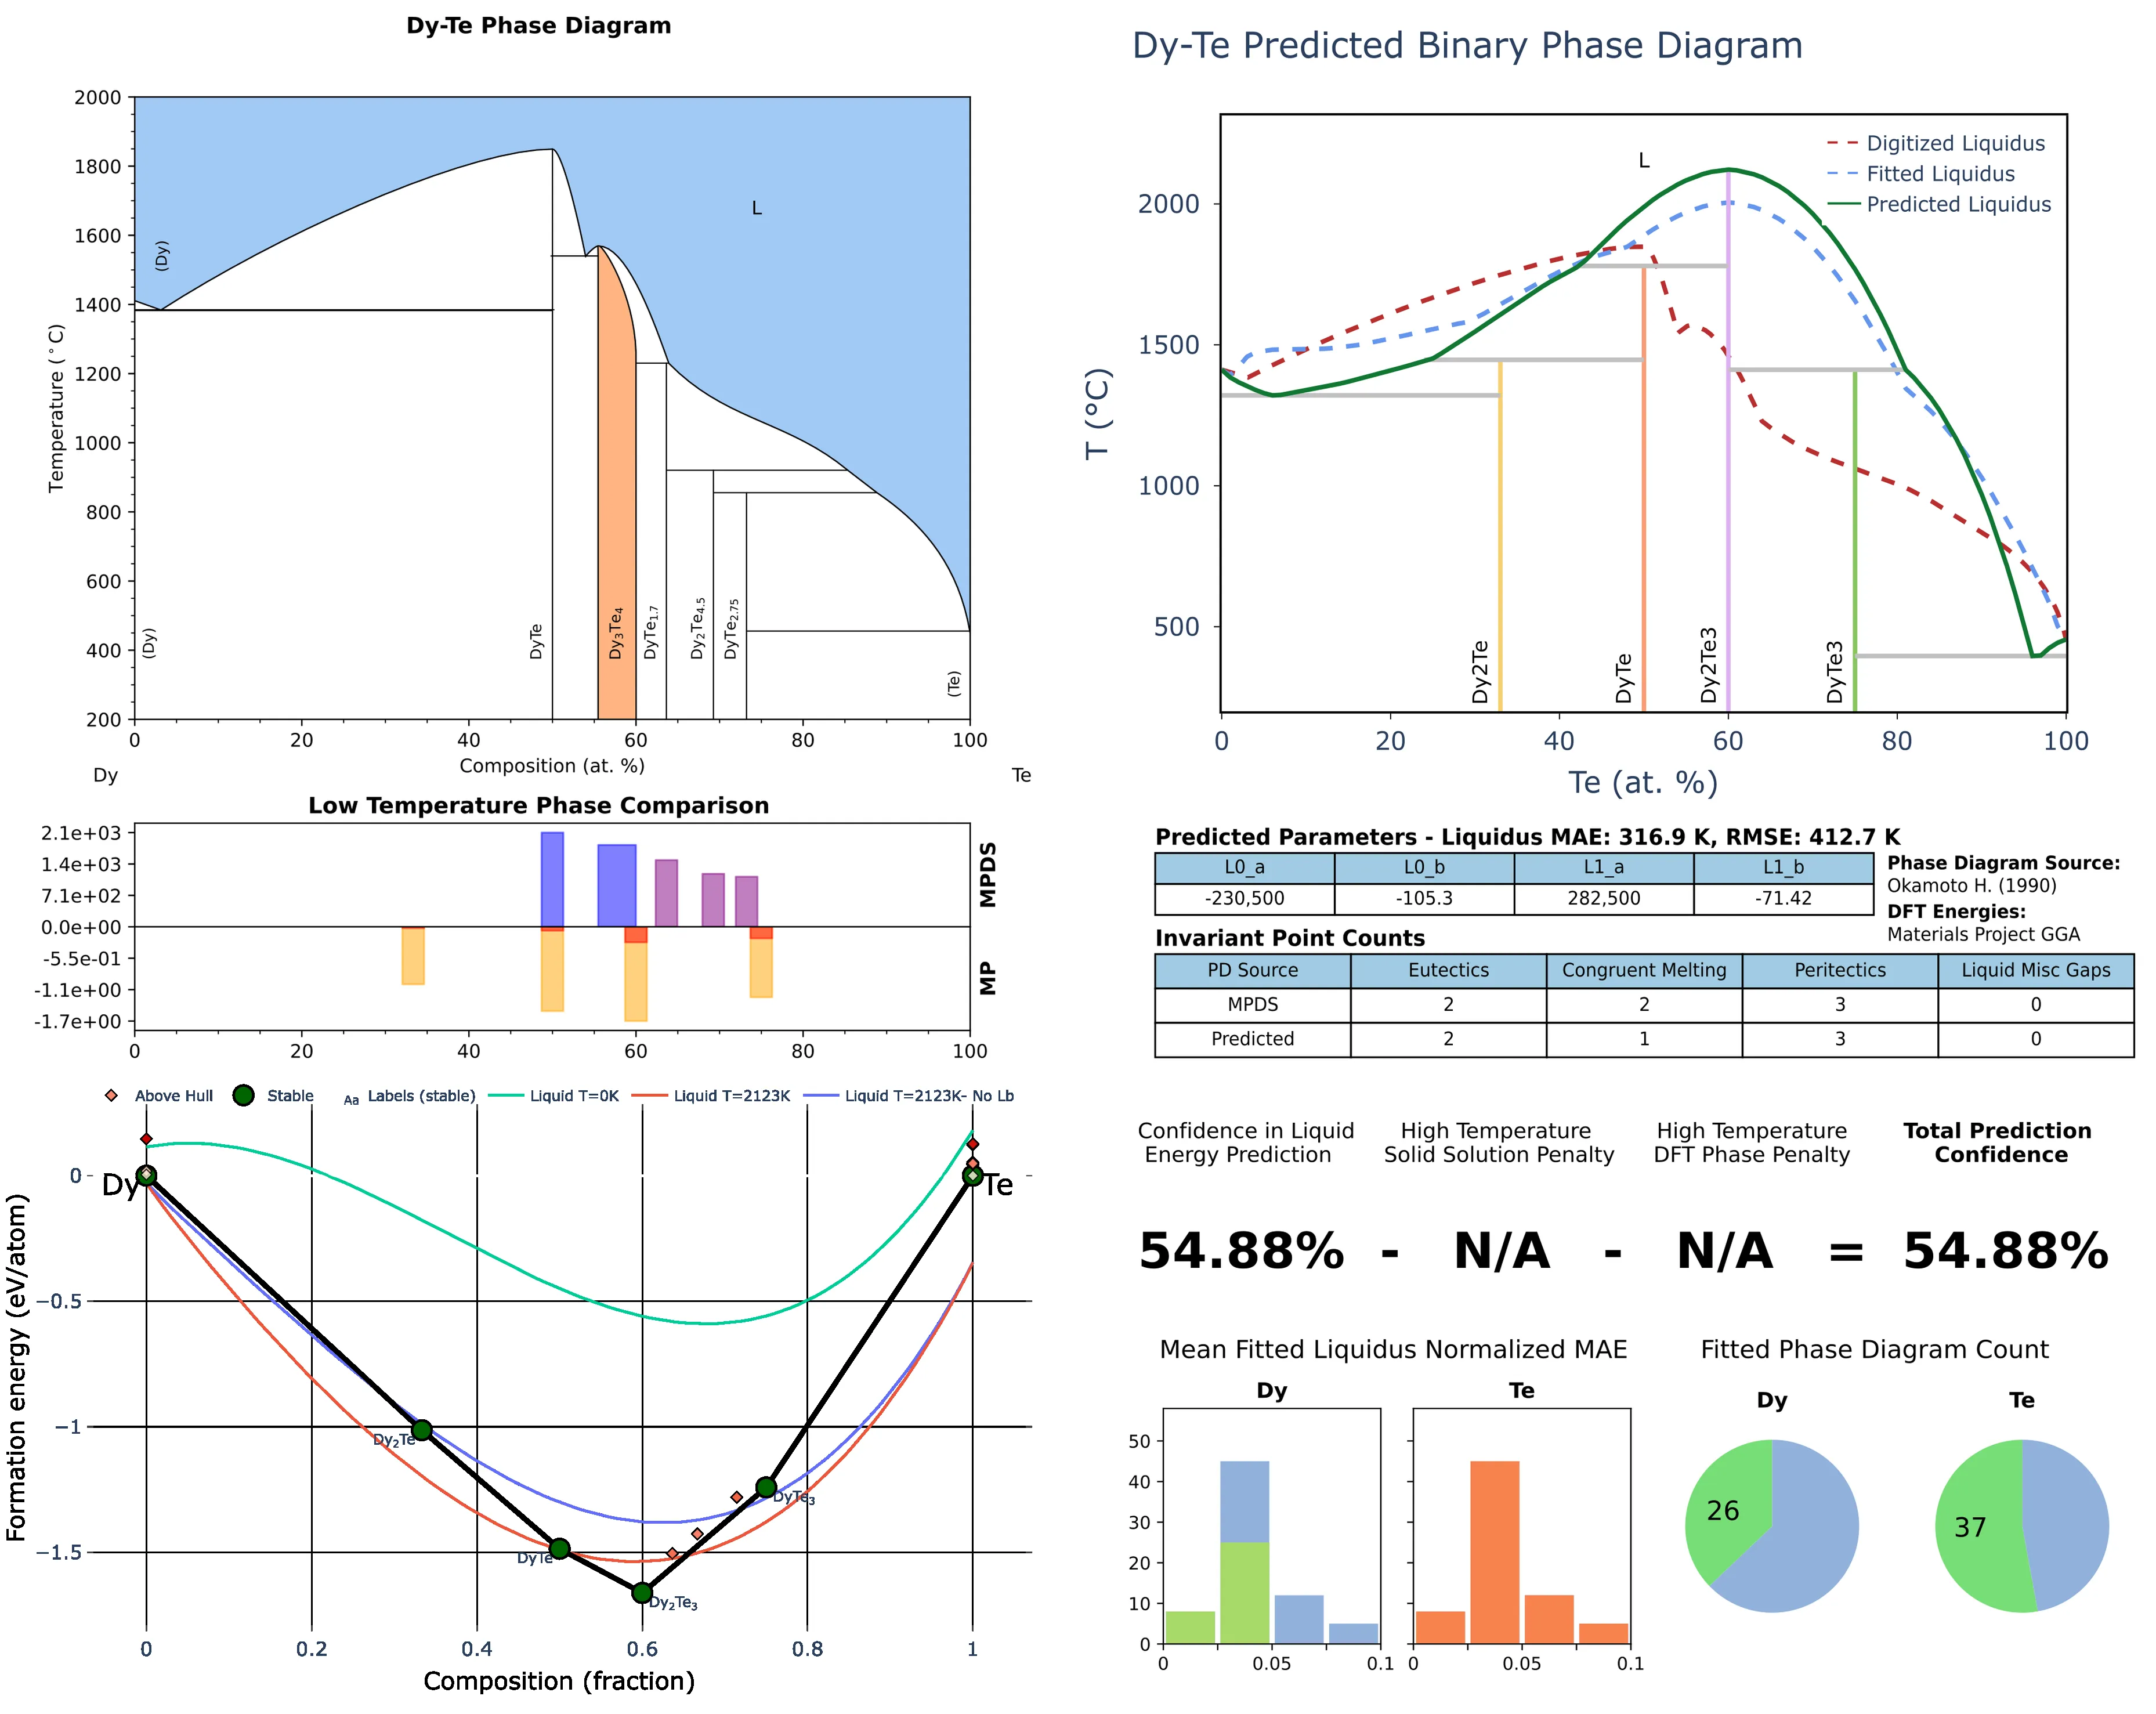 Dy-Te Phase Diagram
2000
1800
1600
1400
1200
1000
800
600
400
200
Temperature (°C)
(Dy)
(Dy)
L
DyTe
Dy₃Te₄
DyTe₁.₇
Dy₂Te₄.₅
DyTe₂.₇₅
(Te)
0 20 40 60 80 100
Composition (at. %)
Dy Te
Low Temperature Phase Comparison
2.1e+03
1.4e+03
7.1e+02
0.0e+00
-5.5e-01
-1.1e+00
-1.7e+00
MPDS
MP
0 20 40 60 80 100
Above Hull Stable Aa Labels (stable) Liquid T=0K Liquid T=2123K Liquid T=2123K- No Lb
0
−0.5
−1
−1.5
Formation energy (eV/atom)
Dy Te
Dy₂Te
DyTe
Dy₂Te₃
DyTe₃
0 0.2 0.4 0.6 0.8 1
Composition (fraction)
Dy-Te Predicted Binary Phase Diagram
L
Digitized Liquidus
Fitted Liquidus
Predicted Liquidus
2000
1500
1000
500
T (°C)
Dy2Te
DyTe
Dy2Te3
DyTe3
0 20 40 60 80 100
Te (at. %)
Predicted Parameters - Liquidus MAE: 316.9 K, RMSE: 412.7 K
L0_a L0_b L1_a L1_b
-230,500 -105.3 282,500 -71.42
Phase Diagram Source:
Okamoto H. (1990)
DFT Energies:
Materials Project GGA
Invariant Point Counts
PD Source Eutectics Congruent Melting Peritectics Liquid Misc Gaps
MPDS 2 2 3 0
Predicted 2 1 3 0
Confidence in Liquid
Energy Prediction
High Temperature
Solid Solution Penalty
High Temperature
DFT Phase Penalty
Total Prediction
Confidence
54.88% - N/A - N/A = 54.88%
Mean Fitted Liquidus Normalized MAE
Dy Te
50
40
30
20
10
0
0 0.05 0.1
0 0.05 0.1
Fitted Phase Diagram Count
Dy Te
26
37